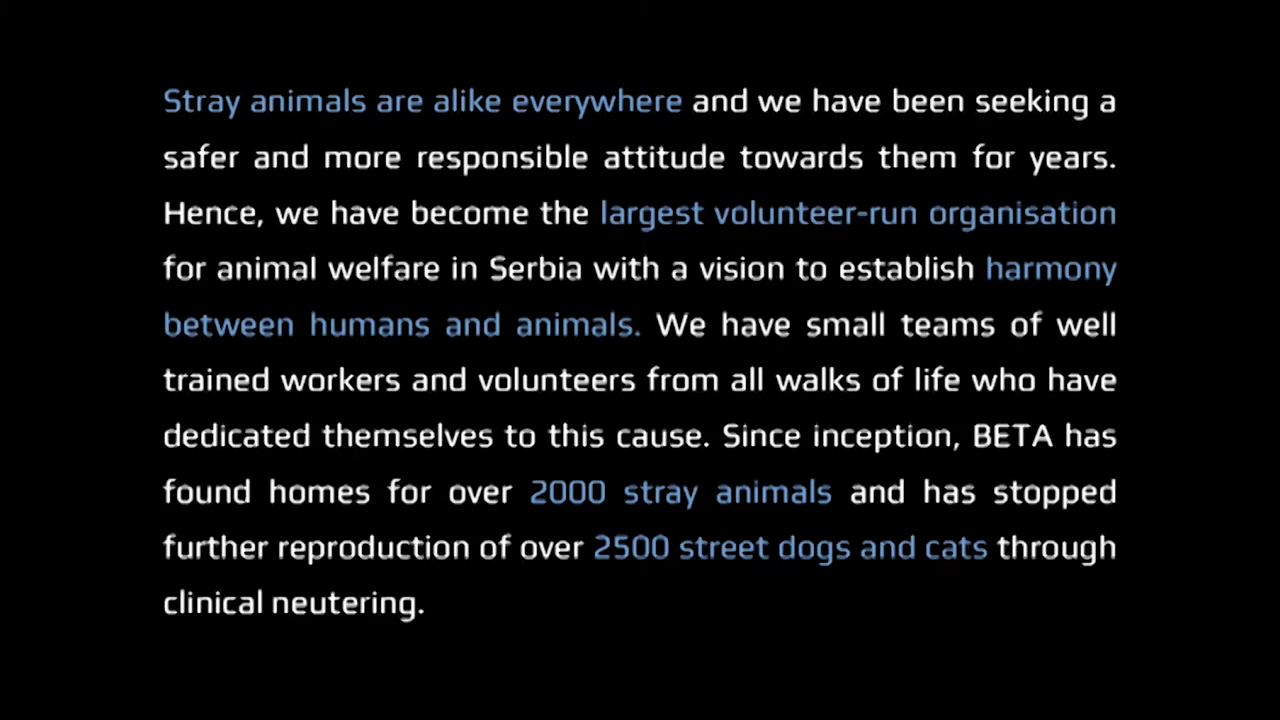 Stray animals are alike everywhere and we have been seeking a
safer and more responsible attitude towards them for years.
Hence, we have become the largest volunteer-run organisation
for animal welfare in Serbia with a vision to establish harmony
between humans and animals. We have small teams of well
trained workers and volunteers from all walks of life who have
dedicated themselves to this cause. Since inception, BETA has
found homes for over 2000 stray animals and has stopped
further reproduction of over 2500 street dogs and cats through
clinical neutering.